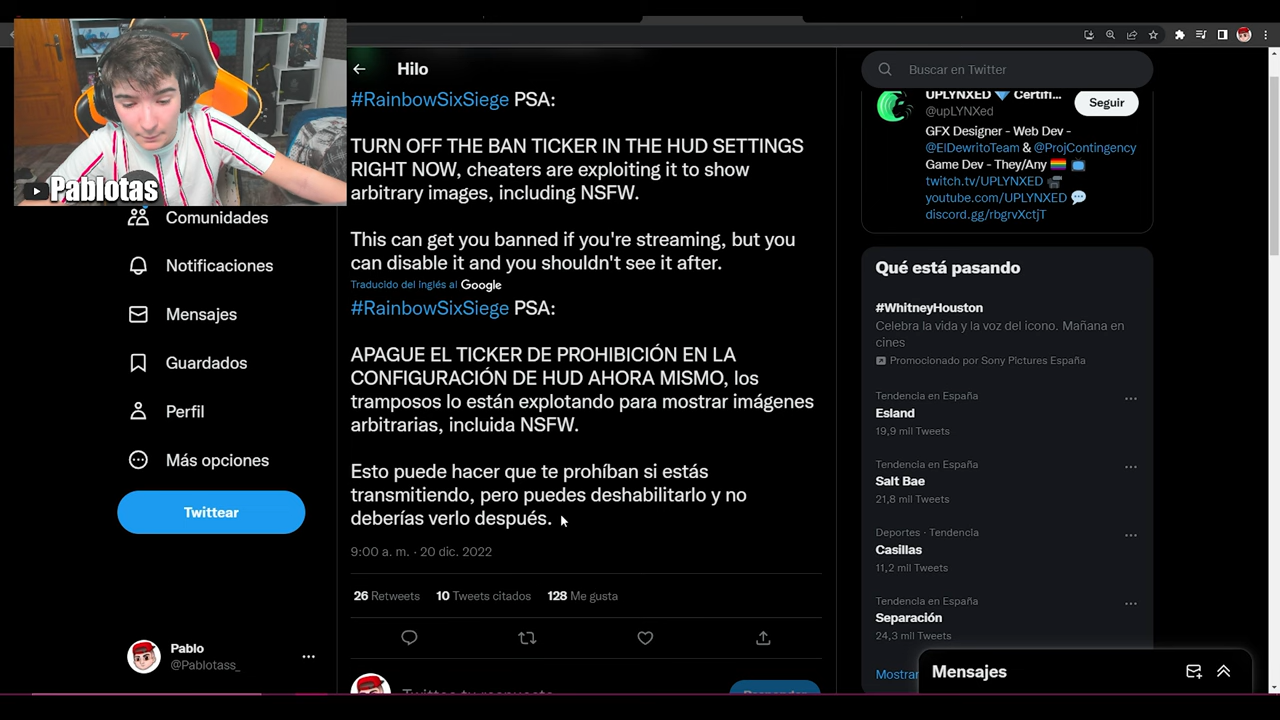 Pablotas
Hilo
#RainbowSixSiege PSA:
TURN OFF THE BAN TICKER IN THE HUD SETTINGS
RIGHT NOW, cheaters are exploiting it to show
arbitrary images, including NSFW.
This can get you banned if you're streaming, but you
can disable it and you shouldn't see it after.
Traducido del Inglés al Google
#RainbowSixSiege PSA:
APAGUE EL TICKER DE PROHIBICIÓN EN LA
CONFIGURACIÓN DE HUD AHORA MISMO, los
tramposos lo están explotando para mostrar imágenes
arbitrarias, incluida NSFW.
Esto puede hacer que te prohíban si estás
transmitiendo, pero puedes deshabilitarlo y no
deberías verlo después.
9:00 a. m. · 20 dic. 2022
26 Retweets 10 Tweets citados 128 Me gusta
Twittea tu respuesta
Responder
Comunidades
Notificaciones
Mensajes
Guardados
Perfil
Más opciones
Twittear
Pablo
@Pablotass_
Buscar en Twitter
UPLYNXED Certifi...
@upLYNXed
Seguir
GFX Designer - Web Dev -
@ElDewritoTeam & @ProjContingency
Game Dev - They/Any
twitch.tv/UPLYNXED
youtube.com/UPLYNXED
discord.gg/rbgrvXctjT
Qué está pasando
#WhitneyHouston
Celebra la vida y la voz del icono. Mañana en
cines
Promocionado por Sony Pictures España
Tendencia en España
Esland
19,9 mil Tweets
Tendencia en España
Salt Bae
21,8 mil Tweets
Deportes · Tendencia
Casillas
11,2 mil Tweets
Tendencia en España
Separación
24,3 mil Tweets
Mostrar
Mensajes